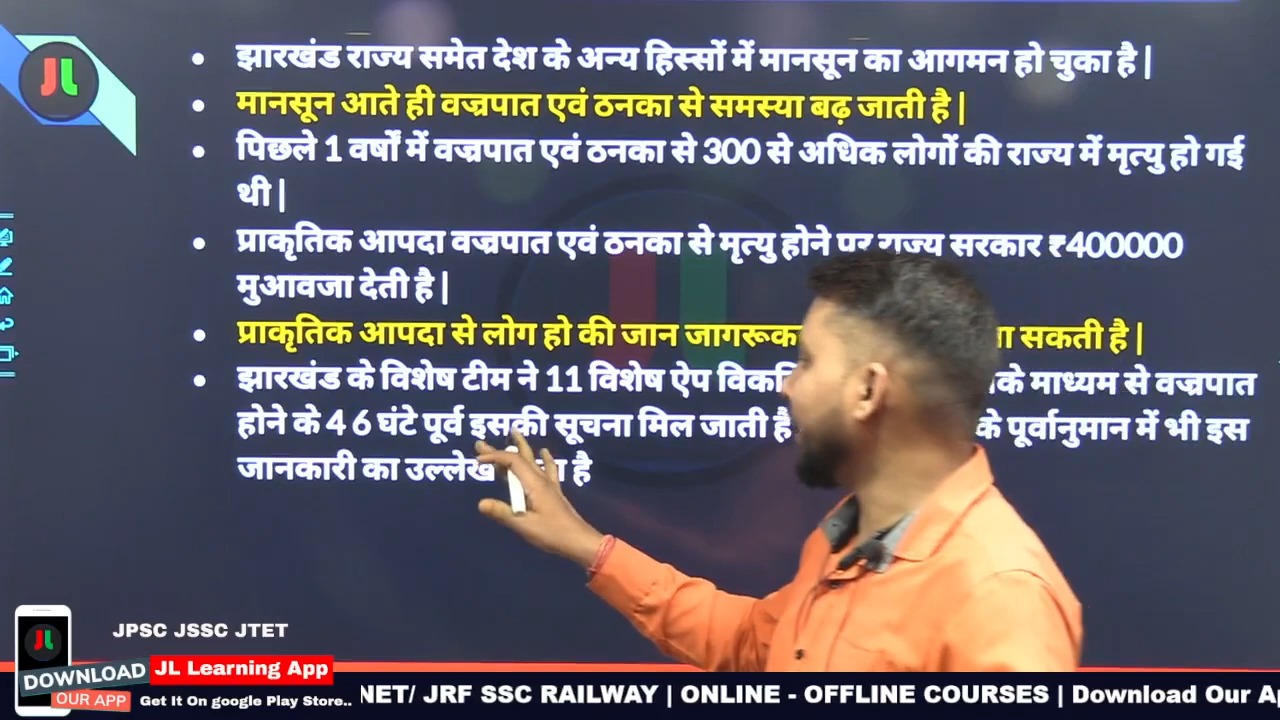 झारखंड राज्य समेत देश के अन्य हिस्सों में मानसून का आगमन हो चुका है |
मानसून आते ही वज्रपात एवं ठनका से समस्या बढ़ जाती है |
पिछले 1 वर्षों में वज्रपात एवं ठनका से 300 से अधिक लोगों की राज्य में मृत्यु हो गई
थी |
प्राकृतिक आपदा वज्रपात एवं ठनका से मृत्यु होने पर राज्य सरकार ₹400000
मुआवजा देती है |
प्राकृतिक आपदा से लोग हो की जान सकती है |
झारखंड के विशेष टीम ने 11 विशेष ऐप के माध्यम से वज्रपात
होने के 4 6 घंटे पूर्व इसकी सूचना मिल जाती है के पूर्वानुमान में भी इस
जानकारी का उल्लेख है
JL
JPSC JSSC JTET
DOWNLOAD JL Learning App
OUR APP Get It On google Play Store..
NET/ JRF SSC RAILWAY | ONLINE - OFFLINE COURSES | Download Our